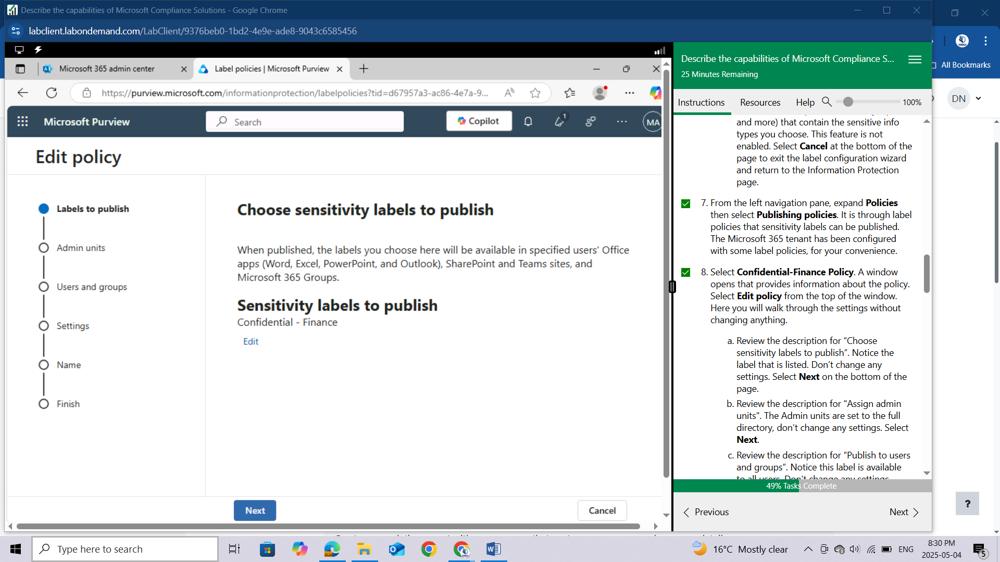 Describe the capabilities of Microsoft Compliance Solutions - Google Chrome
labclient.labondemand.com/LabClient/9376beb0-1bd2-4e9e-ade8-9043c6585456
All Bookmarks
DN
Microsoft 365 admin center
Label policies | Microsoft Purview
https://purview.microsoft.com/informationprotection/labelpolicies?tid=d67957a3-ac86-4e7a-9...
Microsoft Purview
Search
Copilot
1
MA
Edit policy
Labels to publish
Admin units
Users and groups
Settings
Name
Finish
Choose sensitivity labels to publish
When published, the labels you choose here will be available in specified users' Office
apps (Word, Excel, PowerPoint, and Outlook), SharePoint and Teams sites, and
Microsoft 365 Groups.
Sensitivity labels to publish
Confidential - Finance
Edit
Next
Cancel
Describe the capabilities of Microsoft Compliance S...
25 Minutes Remaining
Instructions
Resources
Help
100%
and more) that contain the sensitive info
types you choose. This feature is not
enabled. Select Cancel at the bottom of the
page to exit the label configuration wizard
and return to the Information Protection
page.
7. From the left navigation pane, expand Policies
then select Publishing policies. It is through label
policies that sensitivity labels can be published.
The Microsoft 365 tenant has been configured
with some label policies, for your convenience.
8. Select Confidential-Finance Policy. A window
opens that provides information about the policy.
Select Edit policy from the top of the window.
Here you will walk through the settings without
changing anything.
a. Review the description for “Choose
sensitivity labels to publish”. Notice the
label that is listed. Don’t change any
settings. Select Next on the bottom of the
page.
b. Review the description for "Assign admin
units". The Admin units are set to the full
directory, don't change any settings. Select
Next.
c. Review the description for “Publish to users
and groups”. Notice this label is available
to all users. Don’t change any settings.
49% Tasks Complete
Previous
Next
?
Type here to search
16°C Mostly clear
ENG
8:30 PM
2025-05-04
5